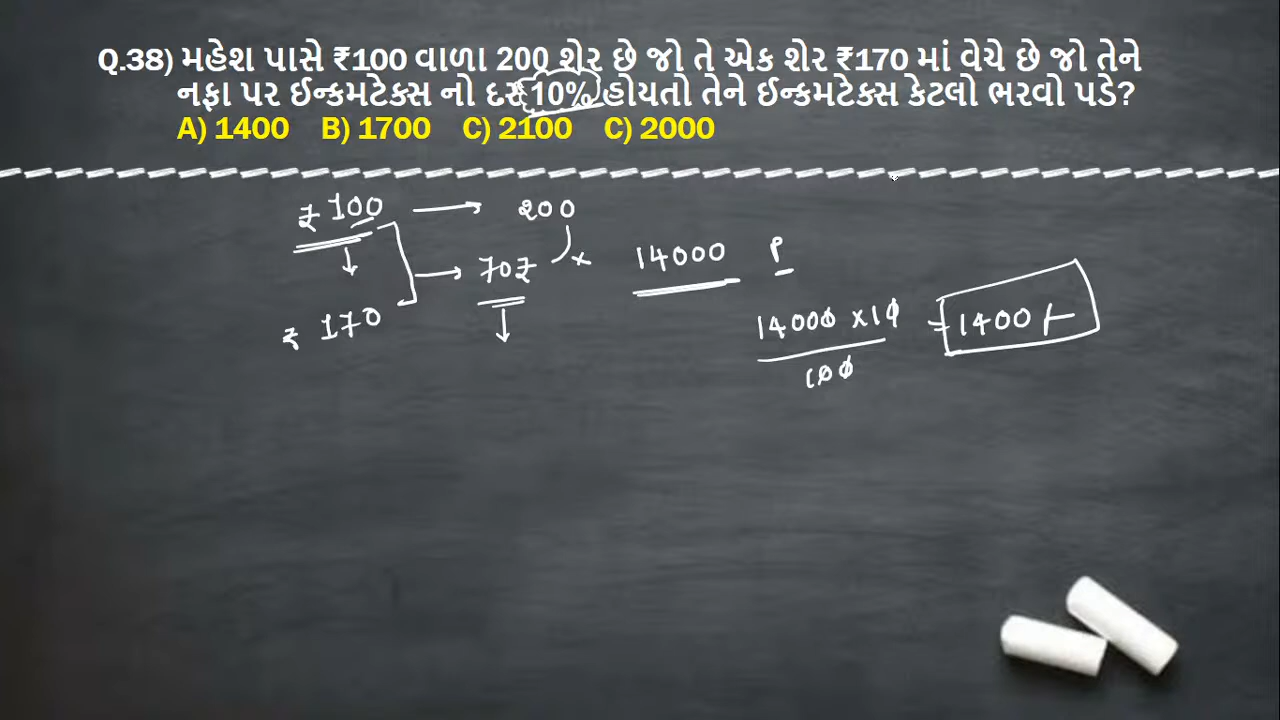 Q.38) મહેશ પાસે ₹100 વાળા 200 શેર છે જો તે એક શેર ₹170 માં વેચે છે જો તેને
નફા પર ઈન્કમટેક્સ નો દર 10% હોયતો તેને ઈન્કમટેક્સ કેટલો ભરવો પડે?
A) 1400 B) 1700 C) 2100 C) 2000
₹ 100 → ૨૦૦
→ 70₹ × 14000 ?
₹ 170
14000 × 10 = 1400
100